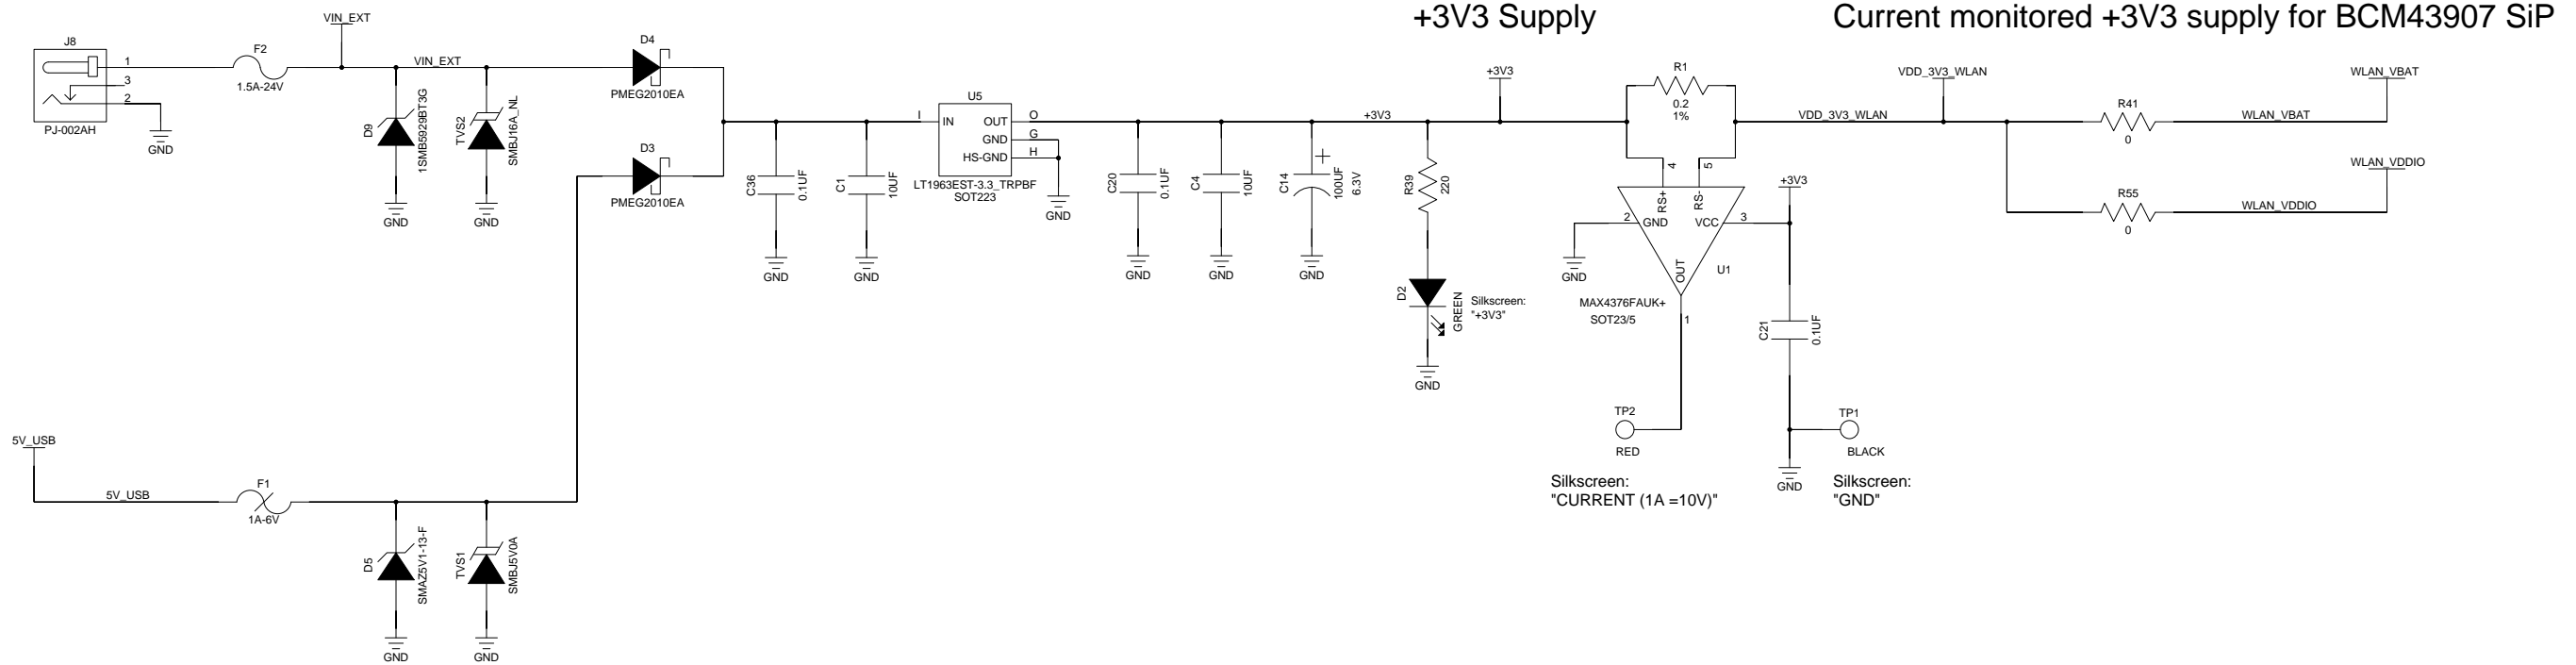 +3V3 Supply
Current monitored +3V3 supply for BCM43907 SiP
VIN_EXT
J8
1
3
2
PJ-002AH
GND
F2
1.5A-24V
VIN_EXT
D9
1SMB5929BT3G
GND
TVS2
SMBJ16A_NL
GND
D4
PMEG2010EA
D3
PMEG2010EA
C36
0.1UF
GND
C1
10UF
GND
U5
I
IN
OUT
O
GND
G
HS-GND
H
LT1963EST-3.3_TRPBF
SOT223
GND
C20
0.1UF
GND
C4
10UF
GND
C14
100UF
6.3V
GND
+3V3
R39
220
D2
GREEN
Silkscreen:
"+3V3"
GND
+3V3
R1
0.2
1%
4
5
RS+
RS-
2
GND
VCC
3
GND
OUT
U1
MAX4376FAUK+
SOT23/5
1
+3V3
C21
0.1UF
TP2
RED
Silkscreen:
"CURRENT (1A =10V)"
TP1
BLACK
GND
Silkscreen:
"GND"
VDD_3V3_WLAN
VDD_3V3_WLAN
R41
0
WLAN_VBAT
WLAN_VBAT
R55
0
WLAN_VDDIO
WLAN_VDDIO
5V_USB
5V_USB
F1
1A-6V
D5
SMAZ5V1-13-F
GND
TVS1
SMBJ5V0A
GND